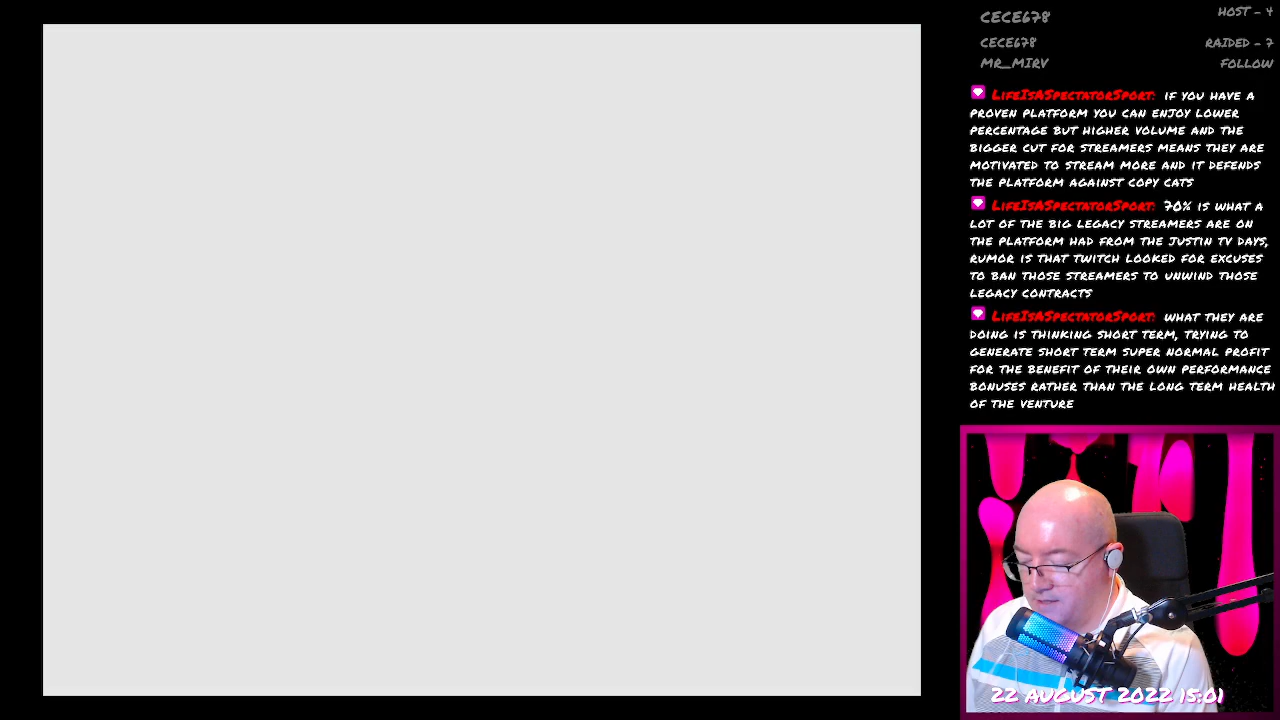 CECE678 HOST - 4
CECE678 RAIDED - 7
MR_MIRV FOLLOW
LIFEISASPECTATORSPORT: IF YOU HAVE A
PROVEN PLATFORM YOU CAN ENJOY LOWER
PERCENTAGE BUT HIGHER VOLUME AND THE
BIGGER CUT FOR STREAMERS MEANS THEY ARE
MOTIVATED TO STREAM MORE AND IT DEFENDS
THE PLATFORM AGAINST COPY CATS
LIFEISASPECTATORSPORT: 70% IS WHAT A
LOT OF THE BIG LEGACY STREAMERS ARE ON
THE PLATFORM HAD FROM THE JUSTIN TV DAYS,
RUMOR IS THAT TWITCH LOOKED FOR EXCUSES
TO BAN THOSE STREAMERS TO UNWIND THOSE
LEGACY CONTRACTS
LIFEISASPECTATORSPORT: WHAT THEY ARE
DOING IS THINKING SHORT TERM, TRYING TO
GENERATE SHORT TERM SUPER NORMAL PROFIT
FOR THE BENEFIT OF THEIR OWN PERFORMANCE
BONUSES RATHER THAN THE LONG TERM HEALTH
OF THE VENTURE
22 AUGUST 2022 15:01